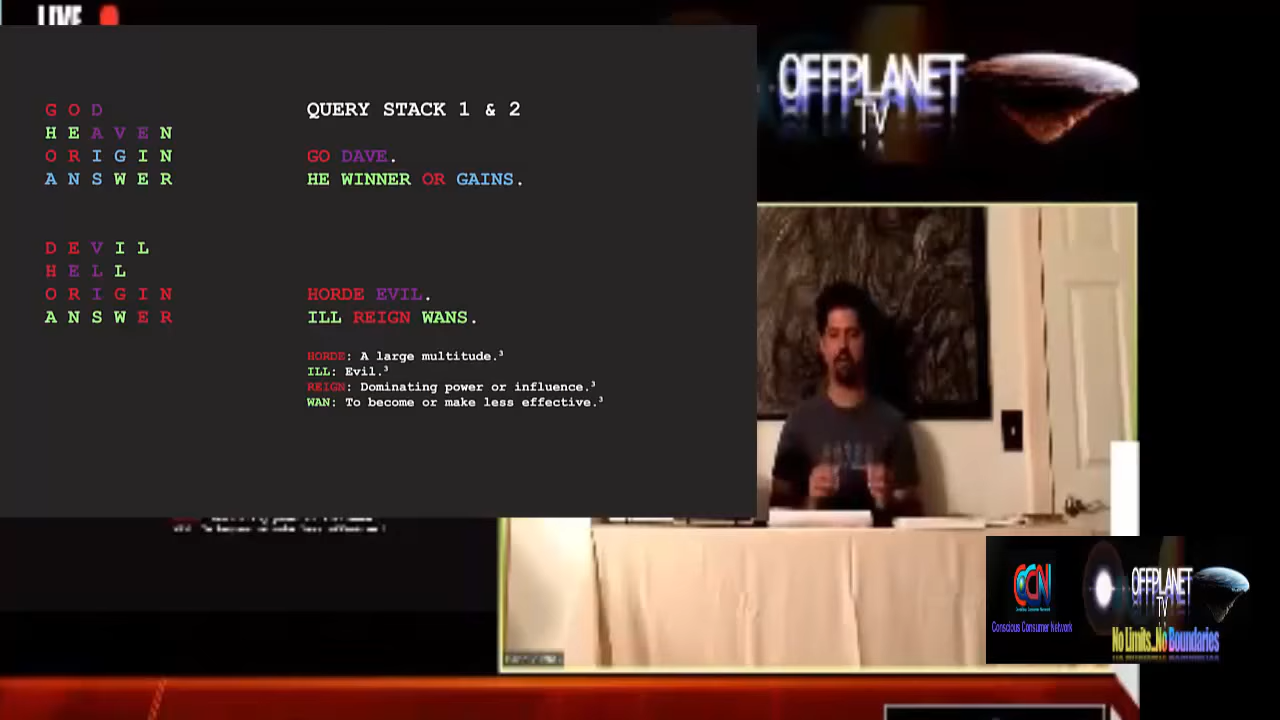 LIVE
G O D
H E A V E N
O R I G I N
A N S W E R
QUERY STACK 1 & 2
GO DAVE.
HE WINNER OR GAINS.
D E V I L
H E L L
O R I G I N
A N S W E R
HORDE EVIL.
ILL REIGN WANS.
HORDE: A large multitude.³
ILL: Evil.³
REIGN: Dominating power or influence.³
WAN: To become or make less effective.³
OFFPLANET
TV
CCN
Conscious Consumer Network
OFFPLANET
TV
No Limits...No Boundaries